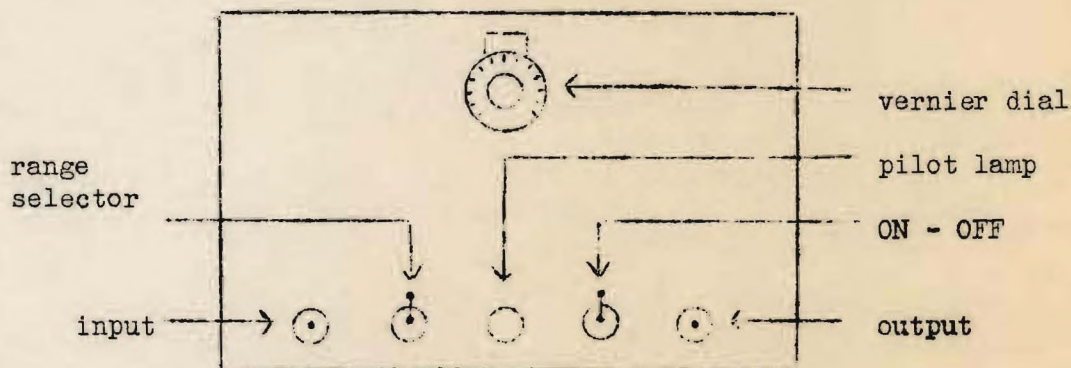 vernier dial
range
selector
pilot lamp
ON - OFF
input
output